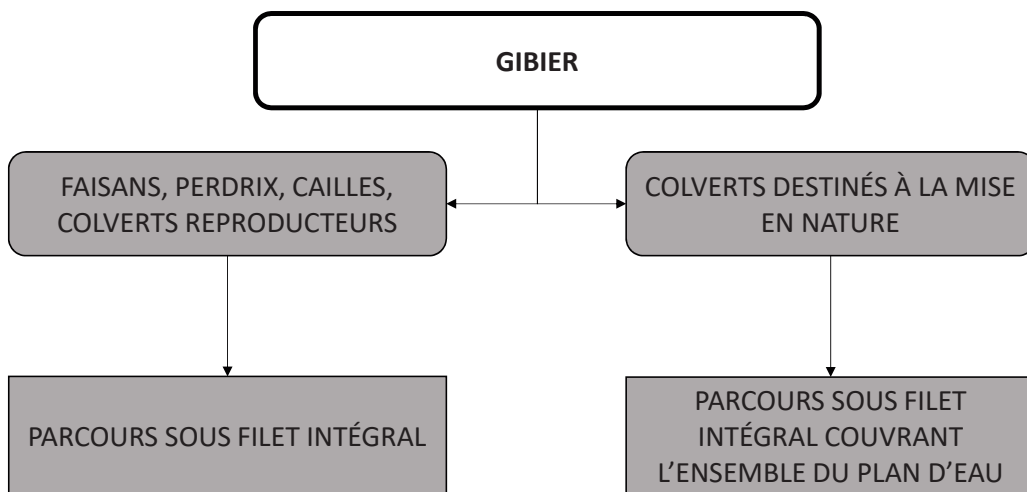 GIBIER
FAISANS, PERDRIX, CAILLES,
COLVERTS REPRODUCTEURS
COLVERTS DESTINÉS À LA MISE
EN NATURE
PARCOURS SOUS FILET INTÉGRAL
PARCOURS SOUS FILET
INTÉGRAL COUVRANT
L’ENSEMBLE DU PLAN D’EAU